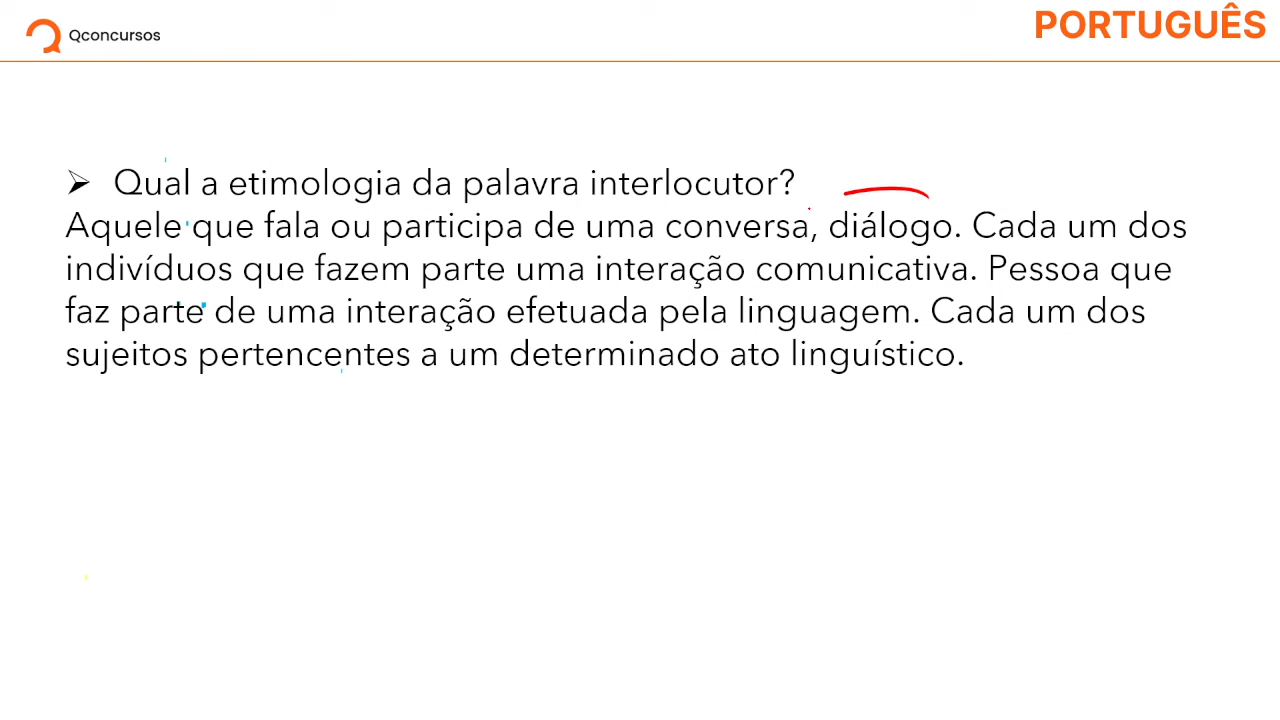 Qconcursos
PORTUGUÊS
➢ Qual a etimologia da palavra interlocutor?
Aquele que fala ou participa de uma conversa, diálogo. Cada um dos
indivíduos que fazem parte uma interação comunicativa. Pessoa que
faz parte de uma interação efetuada pela linguagem. Cada um dos
sujeitos pertencentes a um determinado ato linguístico.